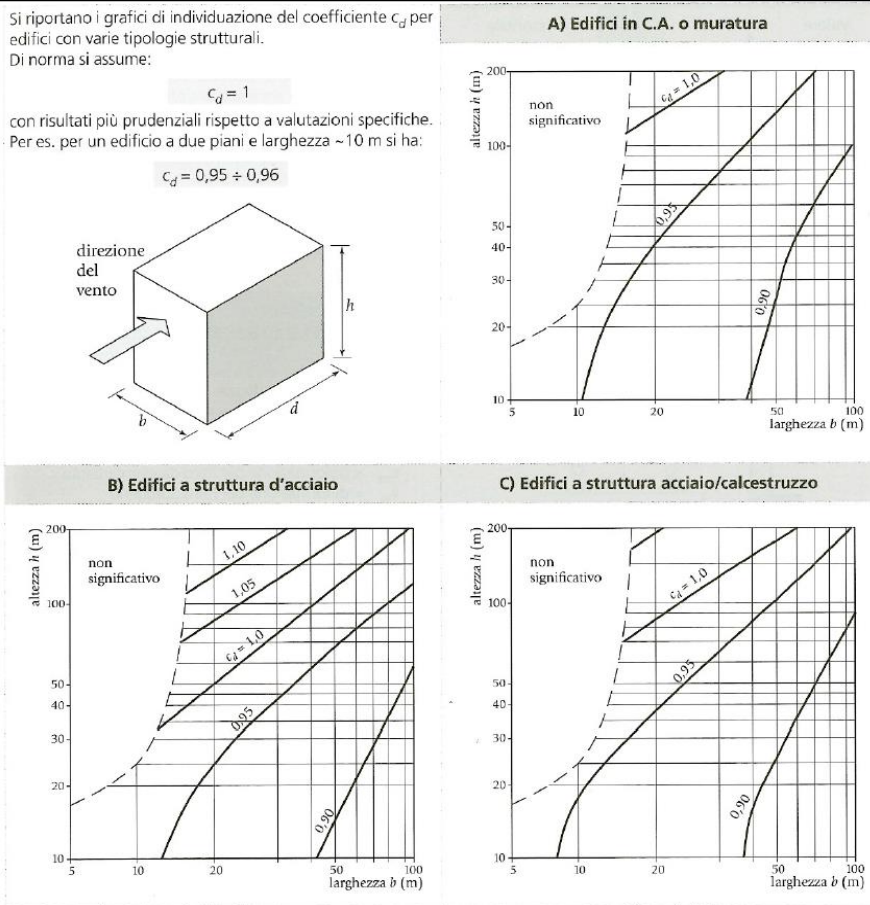 Si riportano i grafici di individuazione del coefficiente cd per
edifici con varie tipologie strutturali.
Di norma si assume:
cd = 1
con risultati più prudenziali rispetto a valutazioni specifiche.
Per es. per un edificio a due piani e larghezza ~10 m si ha:
cd = 0,95 ÷ 0,96
direzione
del
vento
h
b
d
A) Edifici in C.A. o muratura
altezza h (m)
200
100
50
40
30
20
10
non
significativo
cd = 1,0
0,95
0,90
5
10
20
50
100
larghezza b (m)
B) Edifici a struttura d'acciaio
altezza h (m)
200
100
50
40
30
20
10
non
significativo
1,10
1,05
cd = 1,0
0,95
0,90
5
10
20
50
100
larghezza b (m)
C) Edifici a struttura acciaio/calcestruzzo
altezza h (m)
200
100
50
40
30
20
10
non
significativo
cd = 1,0
0,95
0,90
5
10
20
50
100
larghezza b (m)